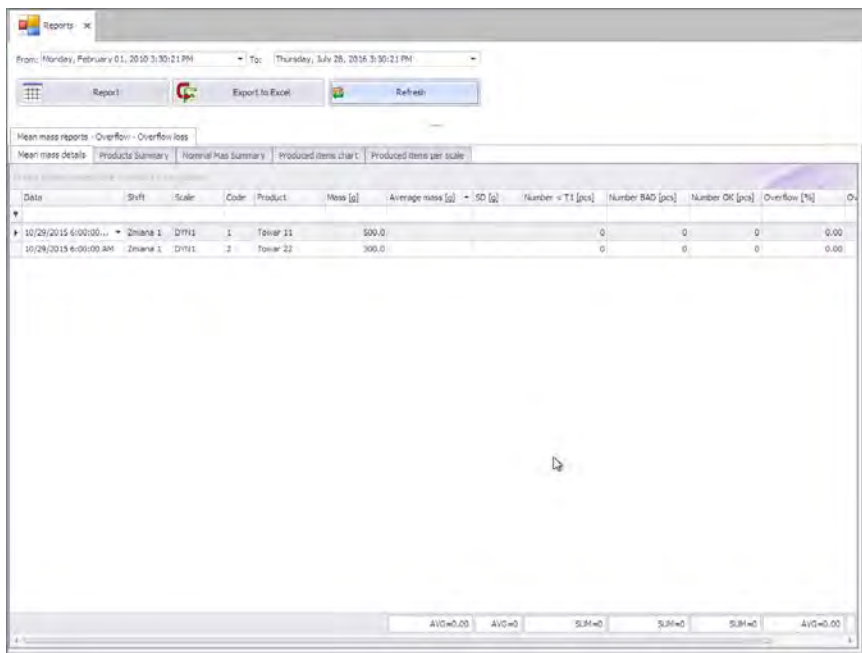 Reports
From: Monday, February 01, 2010 3:30:21 PM To: Thursday, July 28, 2016 3:30:21 PM
Report Export to Excel Refresh
Mean mass reports - Overflow - Overflow loss
Mean mass details Products Summary Nominal Mas Summary Produced items chart Produced items per scale
Data Shift Scale Code Product Mass [g] Average mass [g] SD [g] Number < T1 [pcs] Number BAD [pcs] Number OK [pcs] Overflow [%] Ov
10/29/2015 6:00:00... Zmiana 1 DYN1 1 Towar 11 500.0 0 0 0 0.00
10/29/2015 6:00:00 AM Zmiana 1 DYN1 2 Towar 22 300.0 0 0 0 0.00
AVG=0.00 AVG=0 SUM=0 SUM=0 SUM=0 AVG=0.00